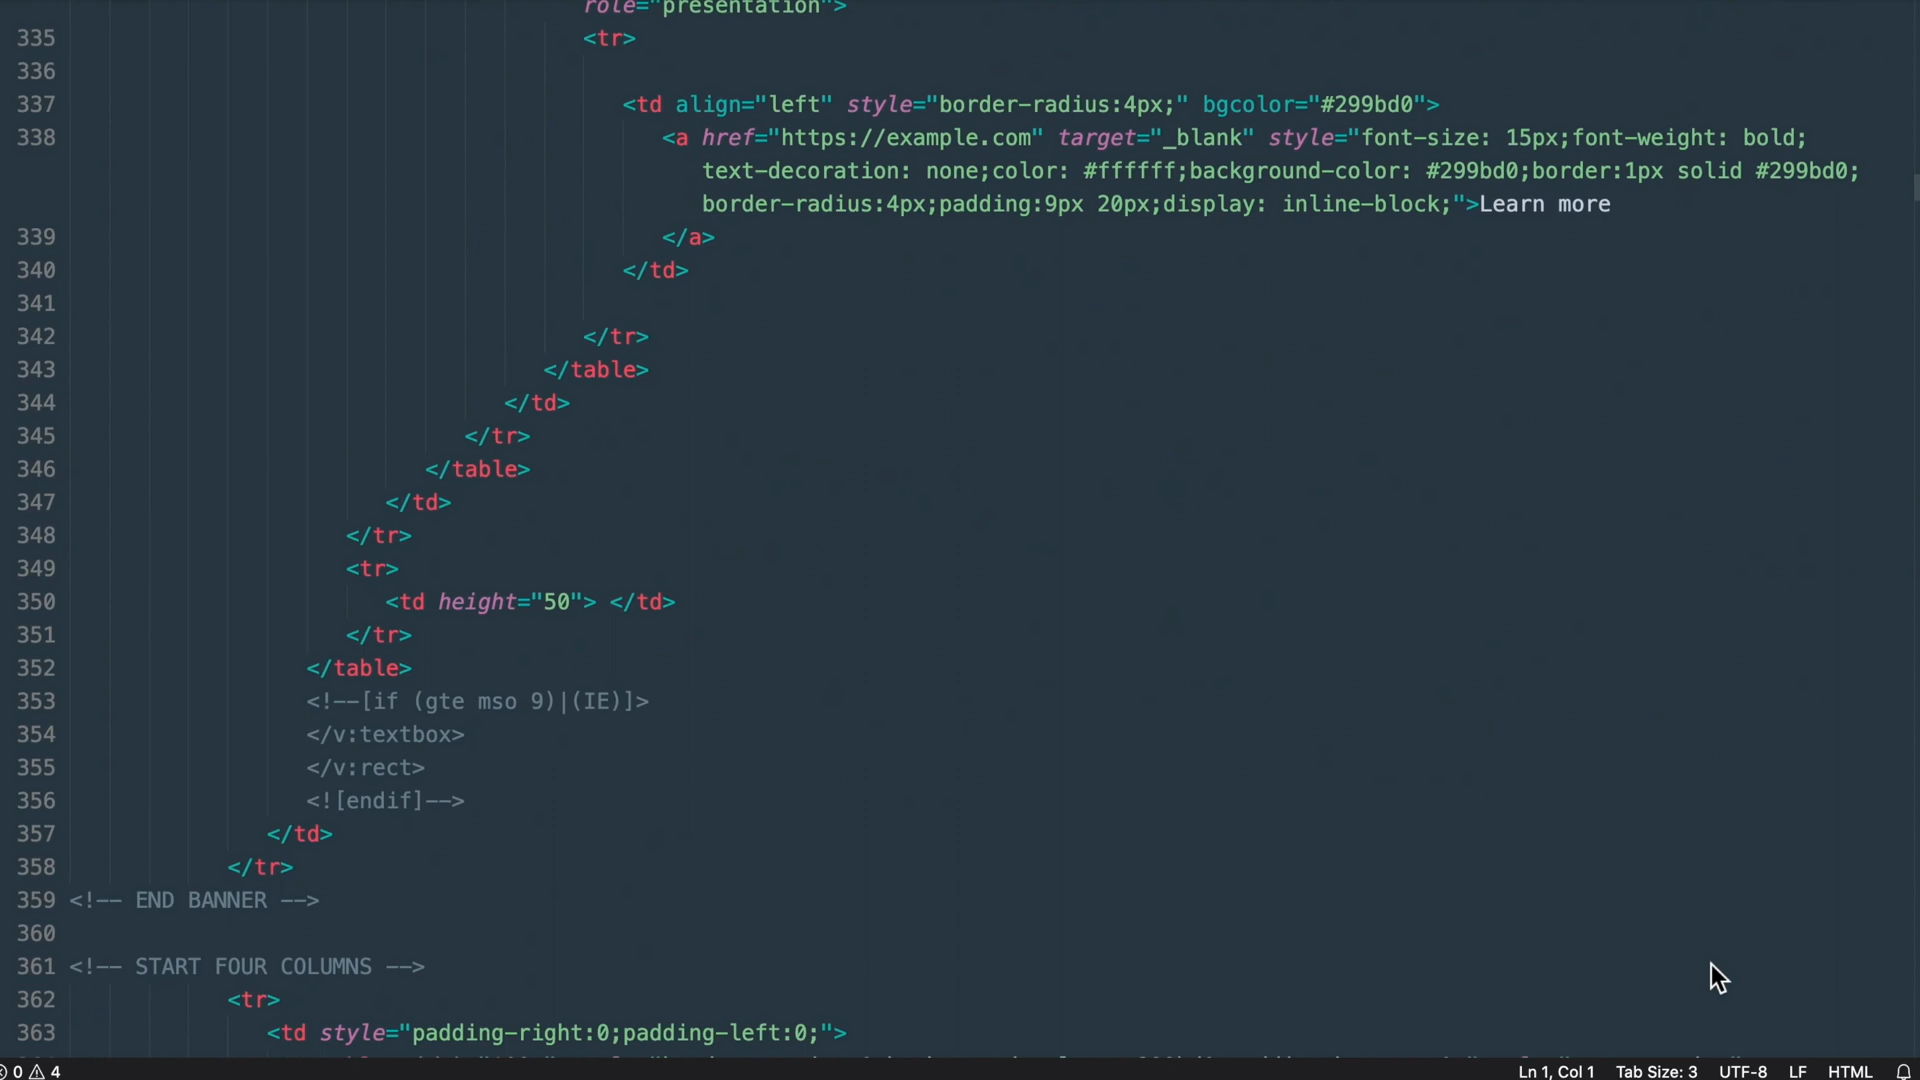 role="presentation">
335 <tr>
336
337 <td align="left" style="border-radius:4px;" bgcolor="#299bd0">
338 <a href="https://example.com" target="_blank" style="font-size: 15px;font-weight: bold;
text-decoration: none;color: #ffffff;background-color: #299bd0;border:1px solid #299bd0;
border-radius:4px;padding:9px 20px;display: inline-block;">Learn more
339 </a>
340 </td>
341
342 </tr>
343 </table>
344 </td>
345 </tr>
346 </table>
347 </td>
348 </tr>
349 <tr>
350 <td height="50"> </td>
351 </tr>
352 </table>
353 <!--[if (gte mso 9)|(IE)]>
354 </v:textbox>
355 </v:rect>
356 <![endif]-->
357 </td>
358 </tr>
359 <!-- END BANNER -->
360
361 <!-- START FOUR COLUMNS -->
362 <tr>
363 <td style="padding-right:0;padding-left:0;">
0 4 Ln 1, Col 1 Tab Size: 3 UTF-8 LF HTML